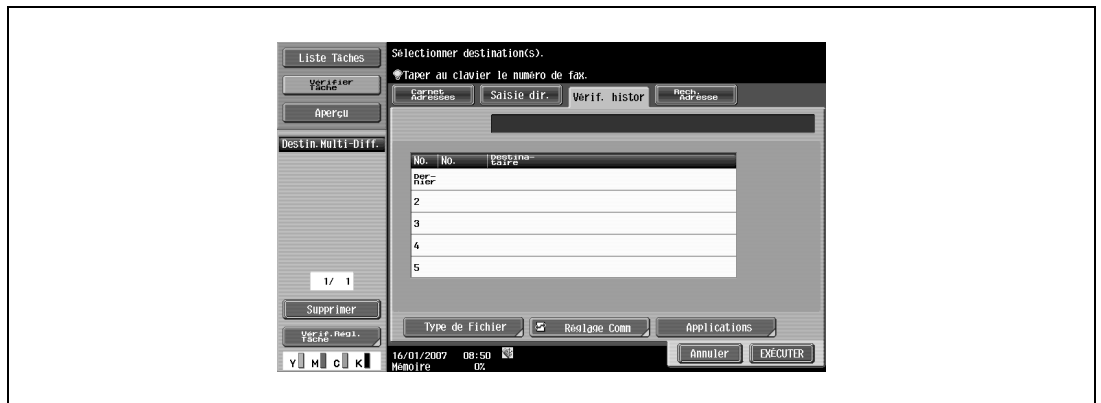 Liste Tâches
Vérifier
Tâche
Aperçu
Destin.Multi-Diff.
1/ 1
Supprimer
Vérif.Régl.
Tâche
Y M C K
Sélectionner destination(s).
Taper au clavier le numéro de fax.
Carnet
Adresses
Saisie dir.
Vérif. histor
Rech.
Adresse
No. No. Destina-
taire
Der-
nier
2
3
4
5
Type de Fichier
Réglage Comm
Applications
16/01/2007 08:50
Mémoire 0%
Annuler
EXÉCUTER